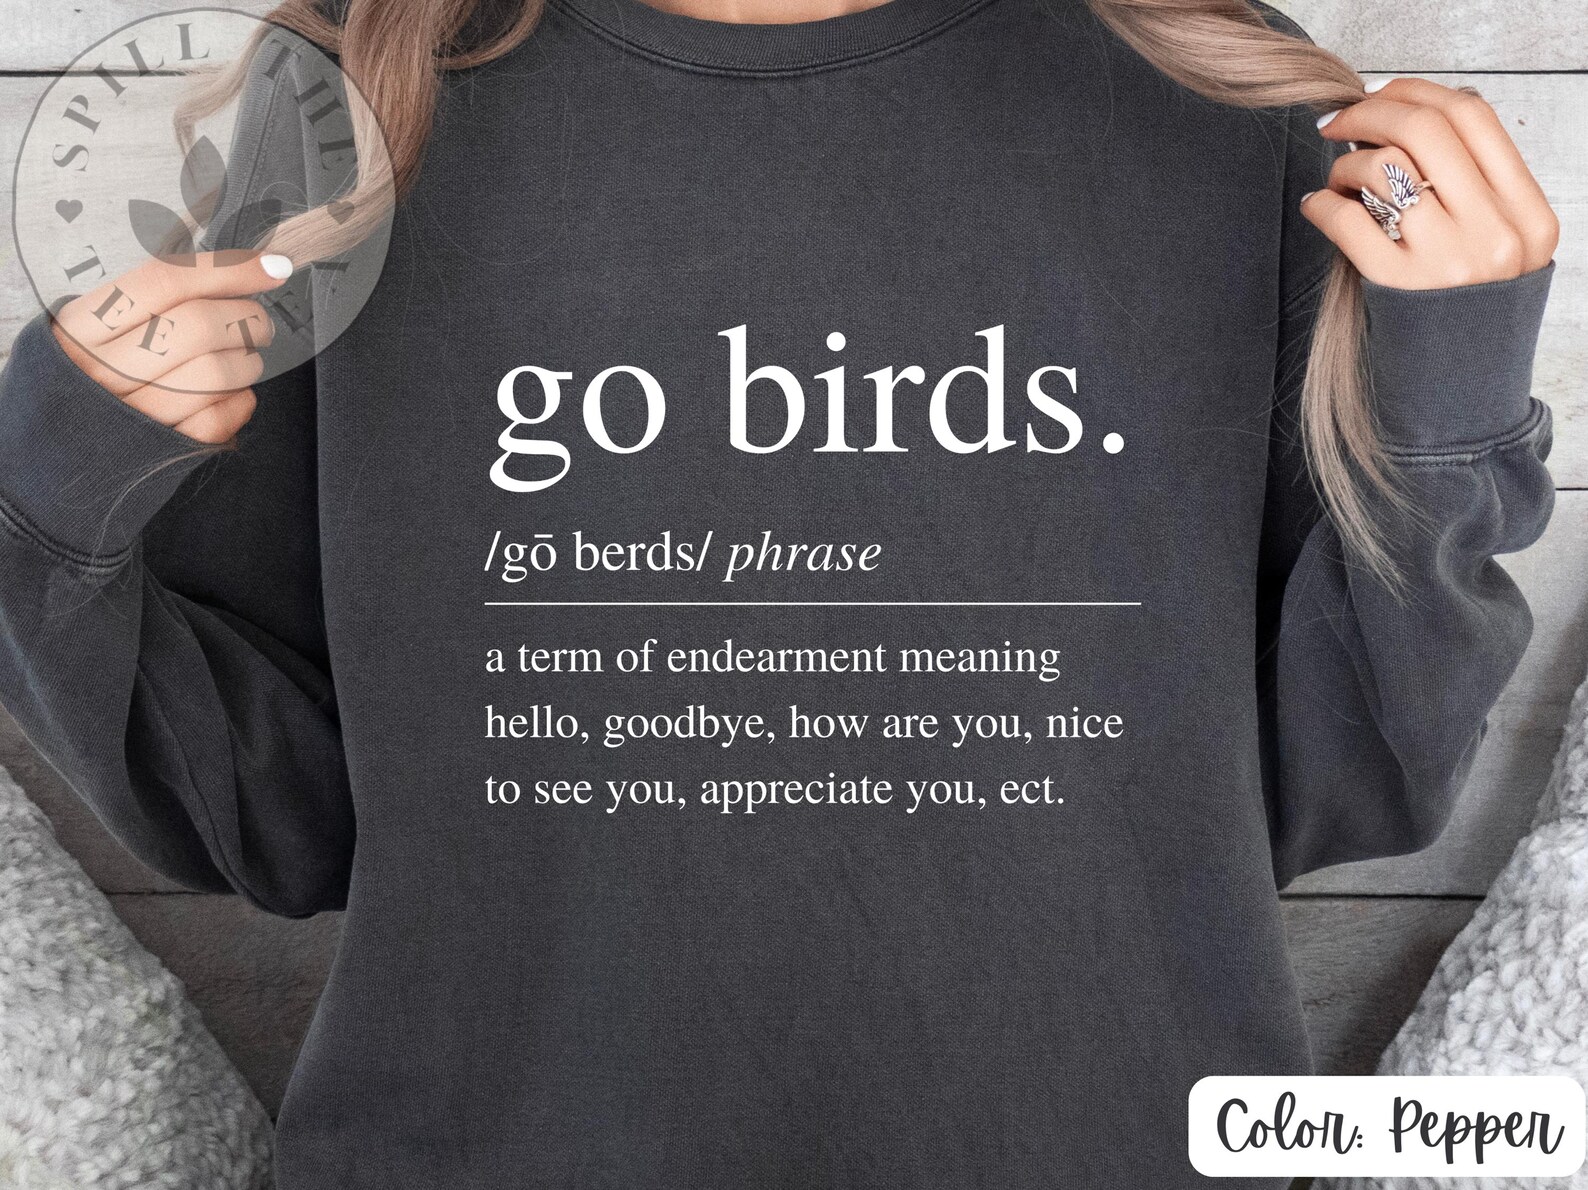 SPILL THE
TEE TEX
go birds.
/gō berds/ phrase
a term of endearment meaning
hello, goodbye, how are you, nice
to see you, appreciate you, ect.
Color: Pepper